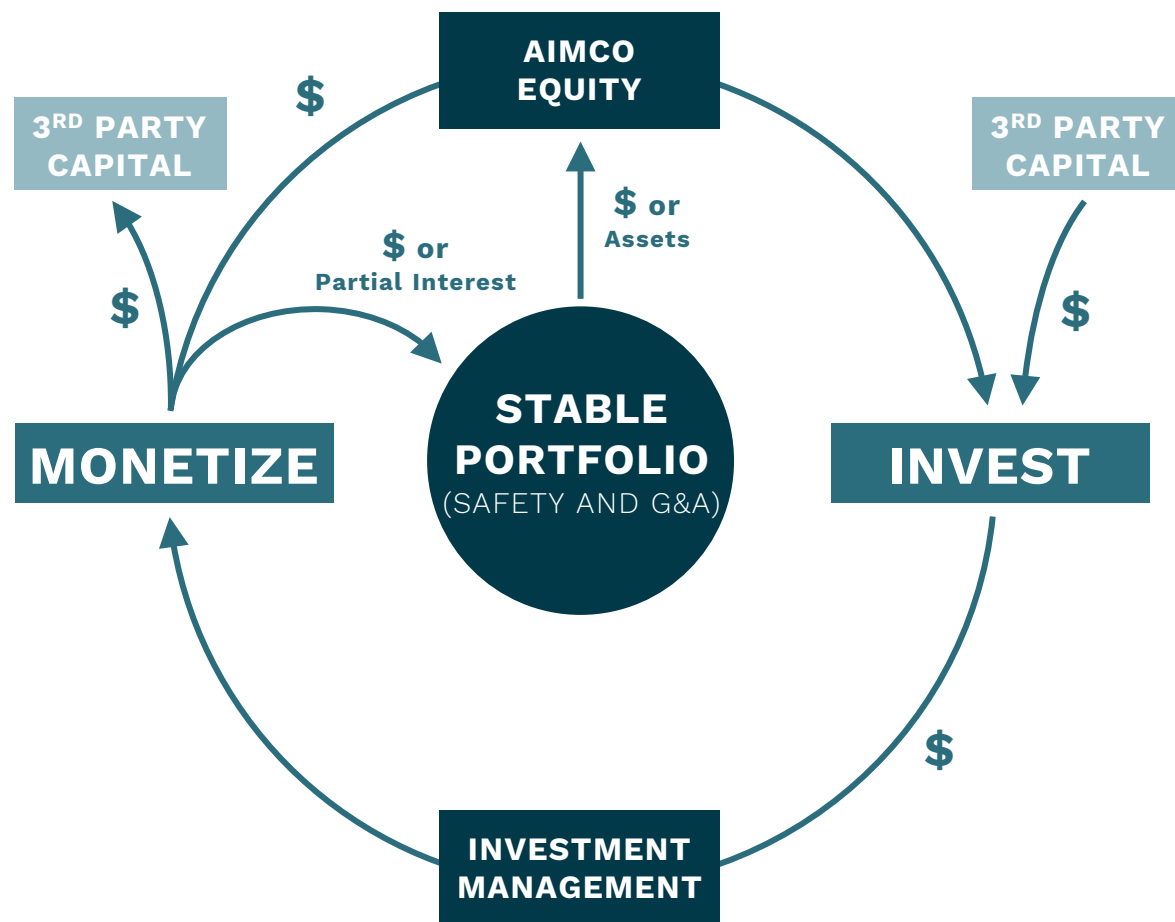 AIMCO
EQUITY
$
3RD PARTY
CAPITAL
3RD PARTY
CAPITAL
$ or
Assets
$ or
Partial Interest
$
$
STABLE
PORTFOLIO
(SAFETY AND G&A)
MONETIZE
INVEST
$
INVESTMENT
MANAGEMENT